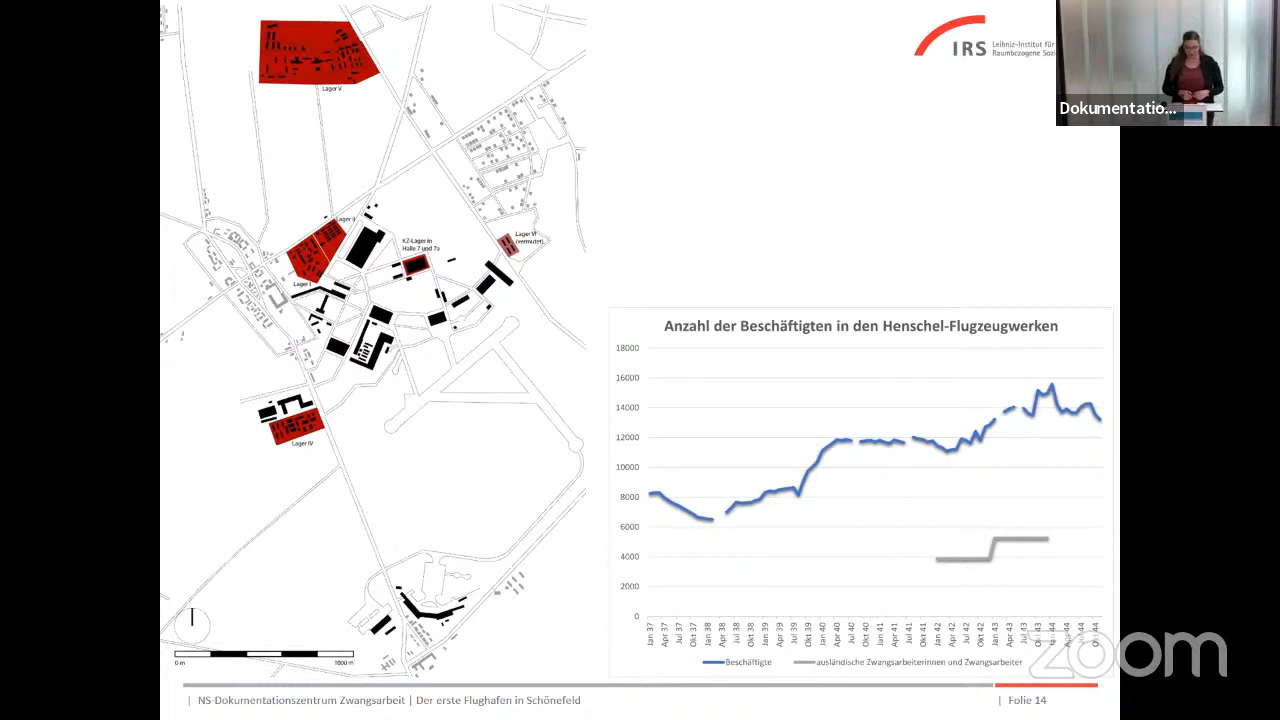 Lager V
Lager II
KZ-Lager in
Halle 7 und 7a
Lager VI
(vermutet)
Lager I
Lager IV
0 m
1000 m
IRS
Leibniz-Institut für
Raumbezogene Sozi
Dokumentatio...
Anzahl der Beschäftigten in den Henschel-Flugzeugwerken
18000
16000
14000
12000
10000
8000
6000
4000
2000
0
Jan 37
Apr 37
Jul 37
Okt 37
Jan 38
Apr 38
Jul 38
Okt 38
Jan 39
Apr 39
Jul 39
Okt 39
Jan 40
Apr 40
Jul 40
Okt 40
Jan 41
Apr 41
Jul 41
Okt 41
Jan 42
Apr 42
Jul 42
Okt 42
Jan 43
Apr 43
Jul 43
Okt 43
Jan 44
Apr 44
Jul 44
Okt 44
Beschäftigte
ausländische Zwangsarbeiterinnen und Zwangsarbeiter
zoom
| NS-Dokumentationszentrum Zwangsarbeit | Der erste Flughafen in Schönefeld
| Folie 14